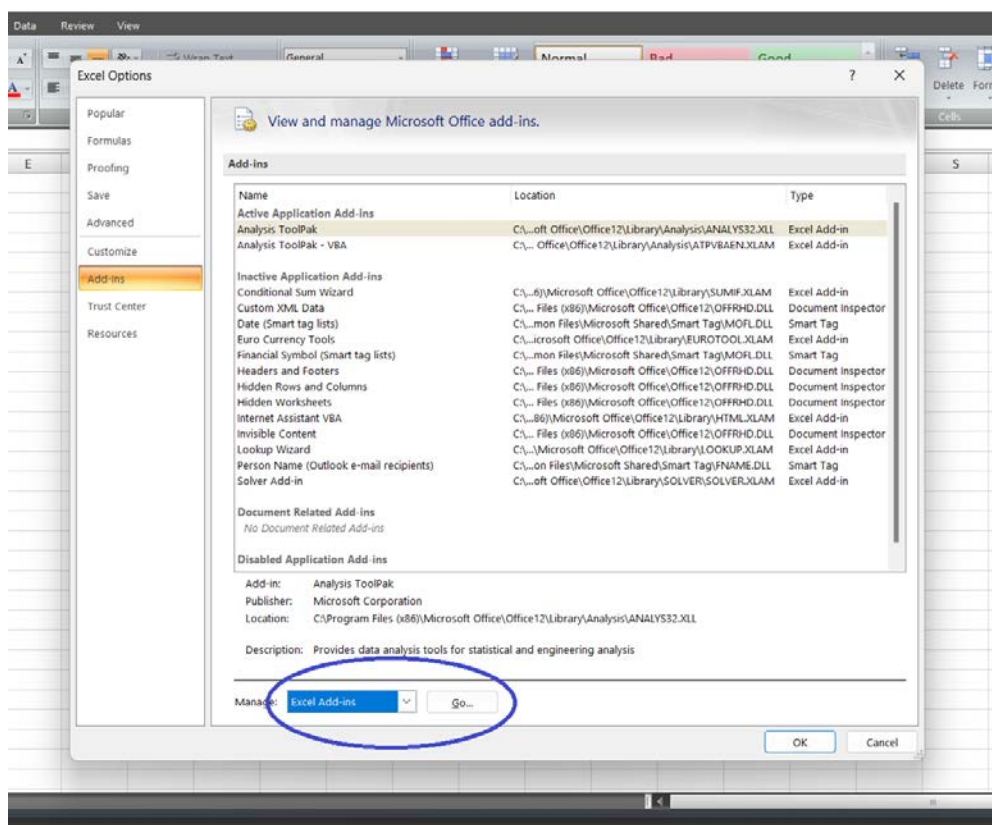 Data Review View
A
Wrap Text General Normal Bad Good
A
Delete
Cells
Excel Options ? ×
Popular
Formulas
Proofing
Save
Advanced
Customize
Add-Ins
Trust Center
Resources
View and manage Microsoft Office add-ins.
Add-ins
Name Location Type
Active Application Add-ins
Analysis ToolPak C:\...oft Office\Office12\Library\Analysis\ANALYS32.XLL Excel Add-in
Analysis ToolPak - VBA C:\... Office\Office12\Library\Analysis\ATPVBAEN.XLAM Excel Add-in
Inactive Application Add-ins
Conditional Sum Wizard C:\...6)\Microsoft Office\Office12\Library\SUMIF.XLAM Excel Add-in
Custom XML Data C:\... Files (x86)\Microsoft Office\Office12\OFFRHD.DLL Document Inspector
Date (Smart tag lists) C:\...mon Files\Microsoft Shared\Smart Tag\MOFL.DLL Smart Tag
Euro Currency Tools C:\...icrosoft Office\Office12\Library\EUROTOOL.XLAM Excel Add-in
Financial Symbol (Smart tag lists) C:\...mon Files\Microsoft Shared\Smart Tag\MOFL.DLL Smart Tag
Headers and Footers C:\... Files (x86)\Microsoft Office\Office12\OFFRHD.DLL Document Inspector
Hidden Rows and Columns C:\... Files (x86)\Microsoft Office\Office12\OFFRHD.DLL Document Inspector
Hidden Worksheets C:\... Files (x86)\Microsoft Office\Office12\OFFRHD.DLL Document Inspector
Internet Assistant VBA C:\...86)\Microsoft Office\Office12\Library\HTML.XLAM Excel Add-in
Invisible Content C:\... Files (x86)\Microsoft Office\Office12\OFFRHD.DLL Document Inspector
Lookup Wizard C:\...\Microsoft Office\Office12\Library\LOOKUP.XLAM Excel Add-in
Person Name (Outlook e-mail recipients) C:\...on Files\Microsoft Shared\Smart Tag\FNAME.DLL Smart Tag
Solver Add-in C:\...oft Office\Office12\Library\SOLVER\SOLVER.XLAM Excel Add-in
Document Related Add-ins
No Document Related Add-ins
Disabled Application Add-ins
Add-in: Analysis ToolPak
Publisher: Microsoft Corporation
Location: C:\Program Files (x86)\Microsoft Office\Office12\Library\Analysis\ANALYS32.XLL
Description: Provides data analysis tools for statistical and engineering analysis
Manage: Excel Add-ins Go...
OK Cancel
E S